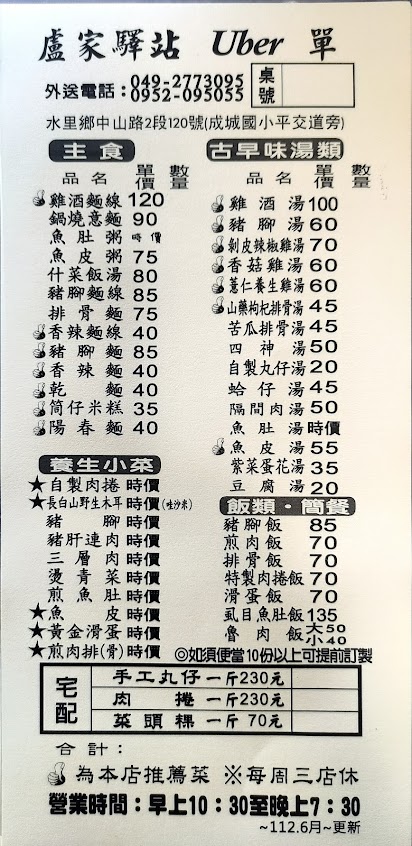 盧家驛站 Uber 單
外送電話：049-2773095
0952-095055
桌號
水里鄉中山路2段120號(成城國小平交道旁)
主食
品名 單價 數量
雞酒麵線 120
鍋燒意麵 90
魚肚粥 時價
魚皮粥 75
什菜飯湯 80
豬腳麵線 85
排骨麵 75
香辣麵線 40
豬腳麵 85
香辣麵 40
乾麵 40
筒仔米糕 35
陽春麵 40
養生小菜
★自製肉捲 時價
★長白山野生木耳 時價(哇沙米)
豬腳 時價
豬肝連肉 時價
三層肉 時價
燙青菜 時價
煎魚肚 時價
★魚皮 時價
★黃金滑蛋 時價
★煎肉排(骨) 時價
古早味湯類
品名 單價 數量
雞酒湯 100
豬腳湯 60
剝皮辣椒雞湯 70
香菇雞湯 60
薏仁養生雞湯 60
山藥枸杞排骨湯 45
苦瓜排骨湯 45
四神湯 50
自製丸仔湯 20
蛤仔湯 45
隔間肉湯 50
魚肚湯 時價
魚皮湯 55
紫菜蛋花湯 35
豆腐湯 20
飯類・簡餐
豬腳飯 85
煎肉飯 70
排骨飯 70
特製肉捲飯 70
滑蛋飯 70
虱目魚肚飯 135
魯肉飯 大50 小40
◎如須便當10份以上可提前訂製
宅配
手工丸仔 一斤230元
肉捲 一斤230元
菜頭粿 一斤70元
合計：
為本店推薦菜 ※每周三店休
營業時間：早上10：30至晚上7：30
~112.6月~更新